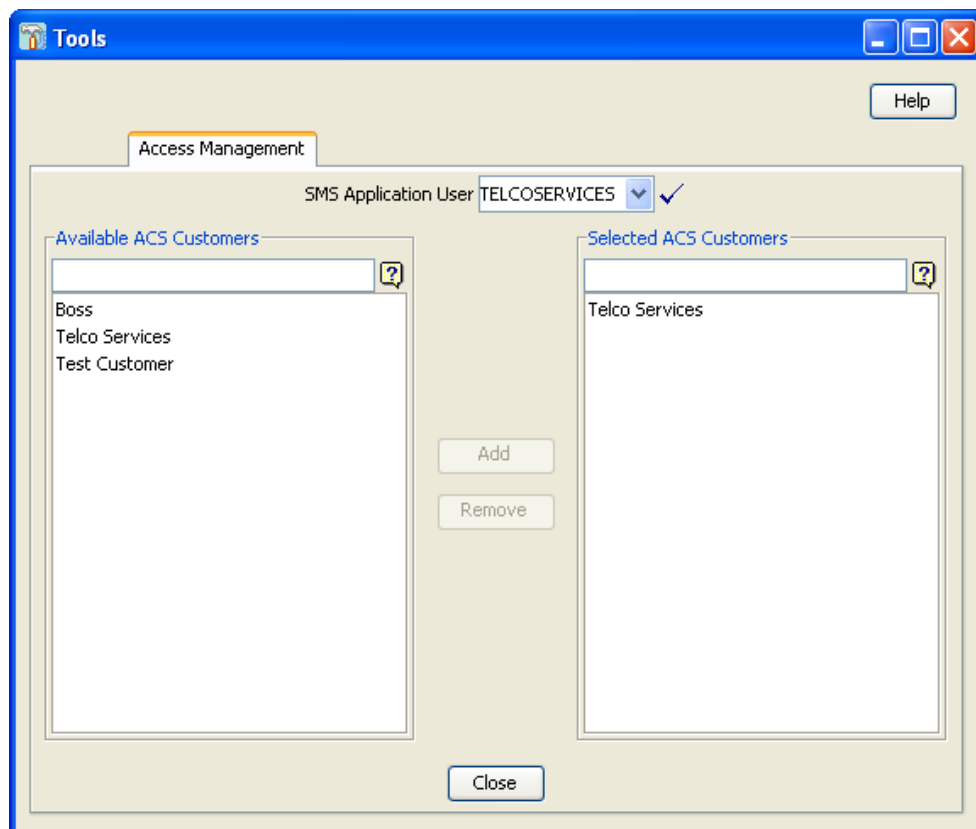 Tools
Help
Access Management
SMS Application User TELCOSERVICES
Available ACS Customers Selected ACS Customers
? ?
Boss Telco Services
Telco Services
Test Customer
Add
Remove
Close